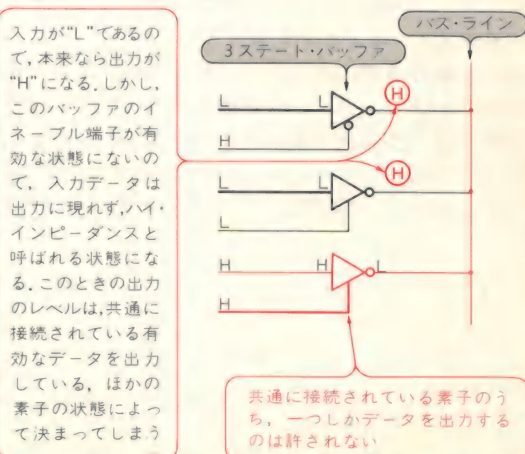 入力が"L"であるの
で,本来なら出力が
"H"になる.しかし,
このバッファのイ
ネーブル端子が有
効な状態にないの
で, 入力データは
出力に現れず,ハイ・
インピーダンスと
呼ばれる状態にな
る.このときの出力
のレベルは,共通に
接続されている有
効なデータを出力
している, ほかの
素子の状態によっ
て決まってしまう
バス・ライン
3ステート・バッファ
L L H
H
H
L L
L
H H L
H
共通に接続されている素子のう
ち, 一つしかデータを出力する
のは許されない